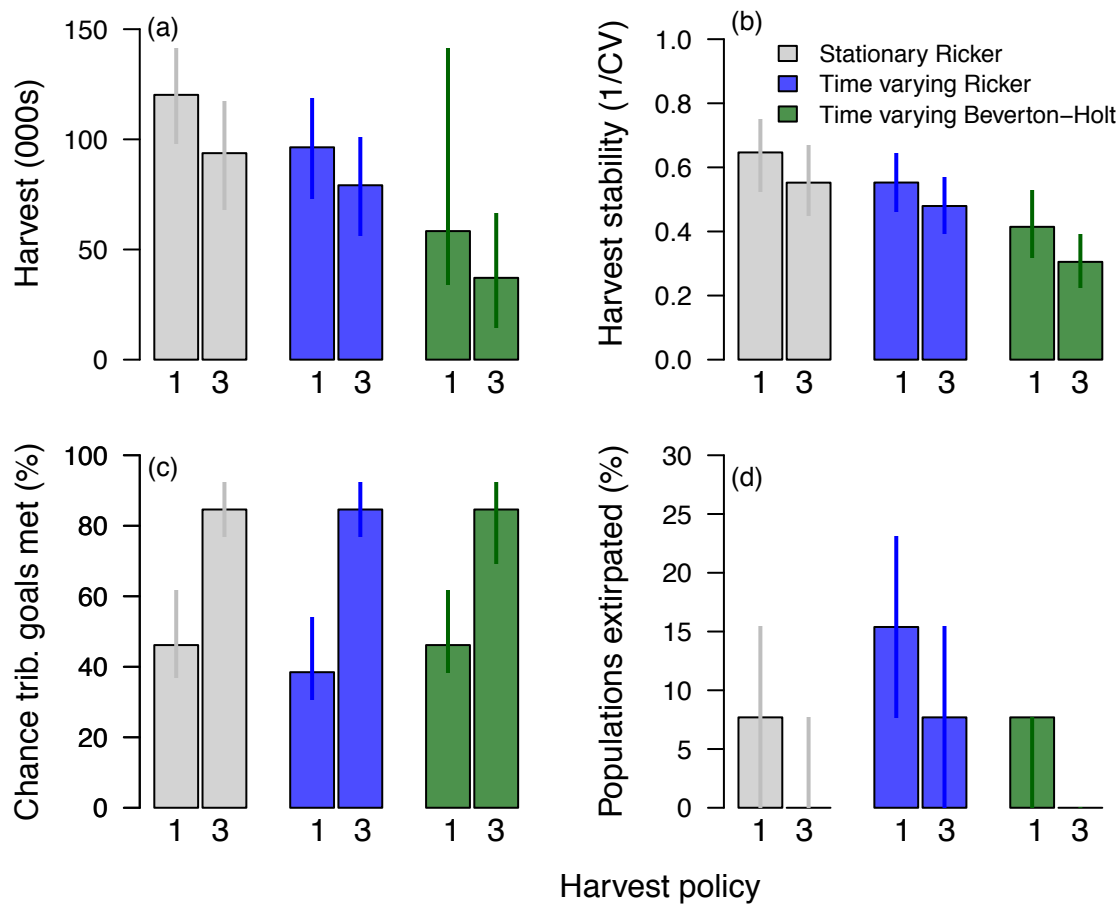 (a)
Harvest (000s)
150
100
50
0
1 3 1 3 1 3
(b)
Harvest stability (1/CV)
1.0
0.8
0.6
0.4
0.2
0.0
Stationary Ricker
Time varying Ricker
Time varying Beverton−Holt
1 3 1 3 1 3
(c)
Chance trib. goals met (%)
100
80
60
40
20
0
1 3 1 3 1 3
(d)
Populations extirpated (%)
30
25
20
15
10
5
0
1 3 1 3 1 3
Harvest policy